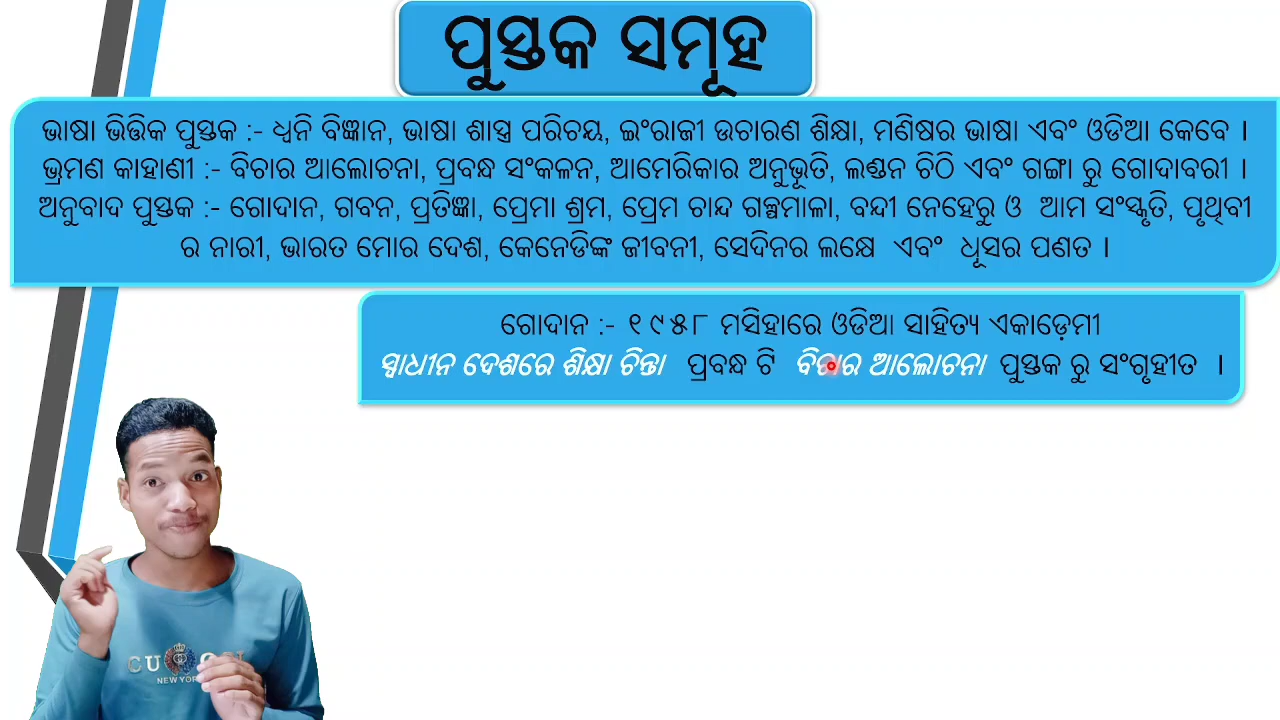 ପୁସ୍ତକ ସମୂହ
ଭାଷା ଭିତ୍ତିକ ପୁସ୍ତକ :- ଧ୍ୱନି ବିଜ୍ଞାନ, ଭାଷା ଶାସ୍ତ୍ର ପରିଚୟ, ଇଂରାଜୀ ଉଚାରଣ ଶିକ୍ଷା, ମଣିଷର ଭାଷା ଏବଂ ଓଡିଆ କେବେ ।
ଭ୍ରମଣ କାହାଣୀ :- ବିଚାର ଆଲୋଚନା, ପ୍ରବନ୍ଧ ସଂକଳନ, ଆମେରିକାର ଅନୁଭୂତି, ଲଣ୍ଡନ ଚିଠି ଏବଂ ଗଙ୍ଗା ରୁ ଗୋଦାବରୀ ।
ଅନୁବାଦ ପୁସ୍ତକ :- ଗୋଦାନ, ଗବନ, ପ୍ରତିଜ୍ଞା, ପ୍ରେମା ଶ୍ରମ, ପ୍ରେମ ଚାନ୍ଦ ଗଳ୍ପମାଳା, ବନ୍ଦୀ ନେହେରୁ ଓ ଆମ ସଂସ୍କୃତି, ପୃଥିବୀ
ର ନାରୀ, ଭାରତ ମୋର ଦେଶ, କେନେଡିଙ୍କ ଜୀବନୀ, ସେଦିନର ଲକ୍ଷେ ଏବଂ ଧୂସର ପଣତ ।
ଗୋଦାନ :- ୧୯୫୮ ମସିହାରେ ଓଡିଆ ସାହିତ୍ୟ ଏକାଡ଼େମୀ
ସ୍ୱାଧୀନ ଦେଶରେ ଶିକ୍ଷା ଚିନ୍ତା ପ୍ରବନ୍ଧ ଟି ବିଚାର ଆଲୋଚନା ପୁସ୍ତକ ରୁ ସଂଗୃହୀତ ।
NEW YOR